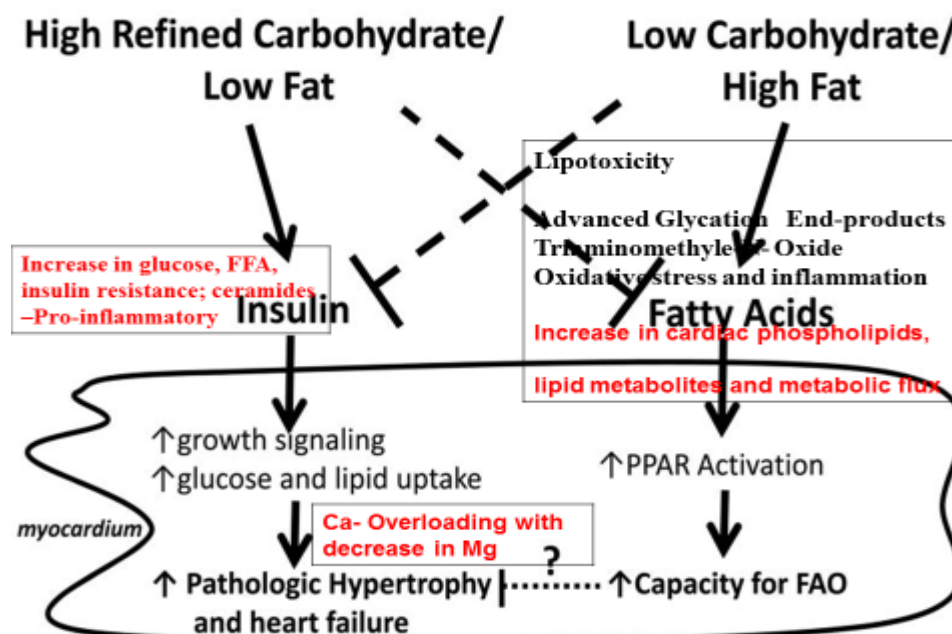 High Refined Carbohydrate/
Low Fat
Low Carbohydrate/
High Fat
Lipotoxicity
Advanced Glycation End-products
Oxide
Oxidative stress and inflammation
Increase in glucose, FFA,
insulin resistance; ceramides
–Pro-inflammatory
Insulin
Fatty Acids
Increase in cardiac phospholipids,
lipid metabolites and metabolic flux
↑growth signaling
↑glucose and lipid uptake
↑PPAR Activation
myocardium
Ca- Overloading with
decrease in Mg
?
↑ Pathologic Hypertrophy
and heart failure
↑Capacity for FAO